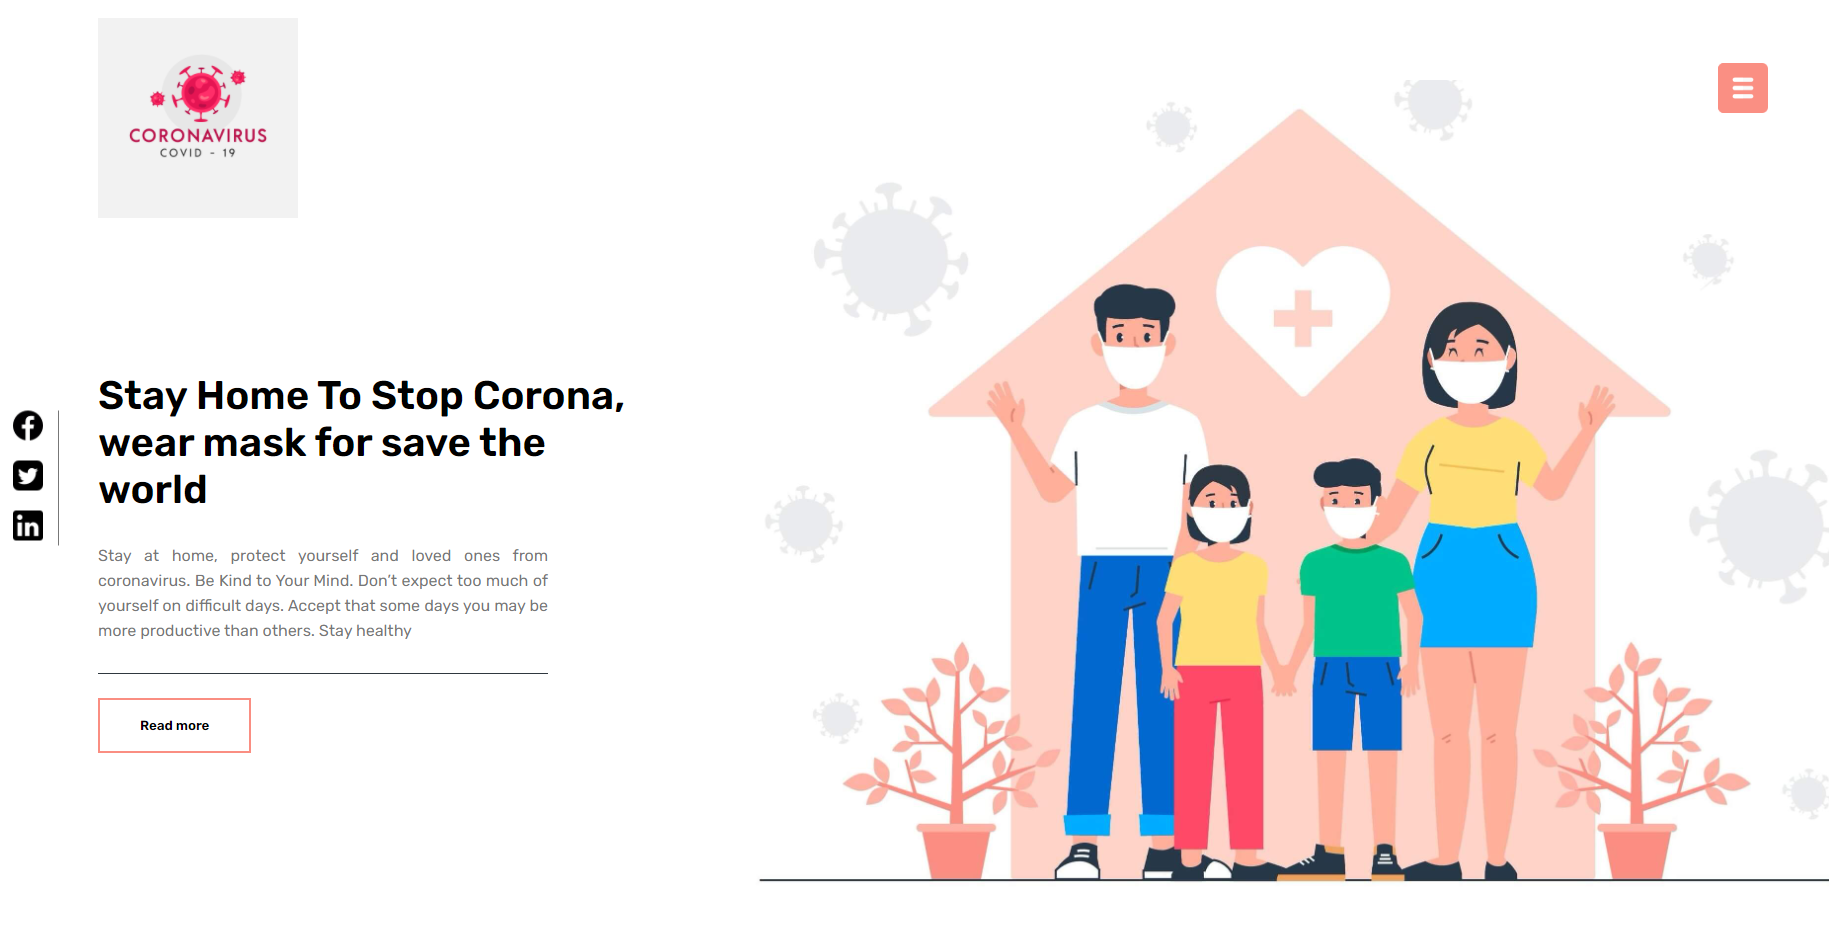 CORONAVIRUS
COVID - 19
Stay Home To Stop Corona,
wear mask for save the
world
Stay at home, protect yourself and loved ones from
coronavirus. Be Kind to Your Mind. Don’t expect too much of
yourself on difficult days. Accept that some days you may be
more productive than others. Stay healthy
Read more